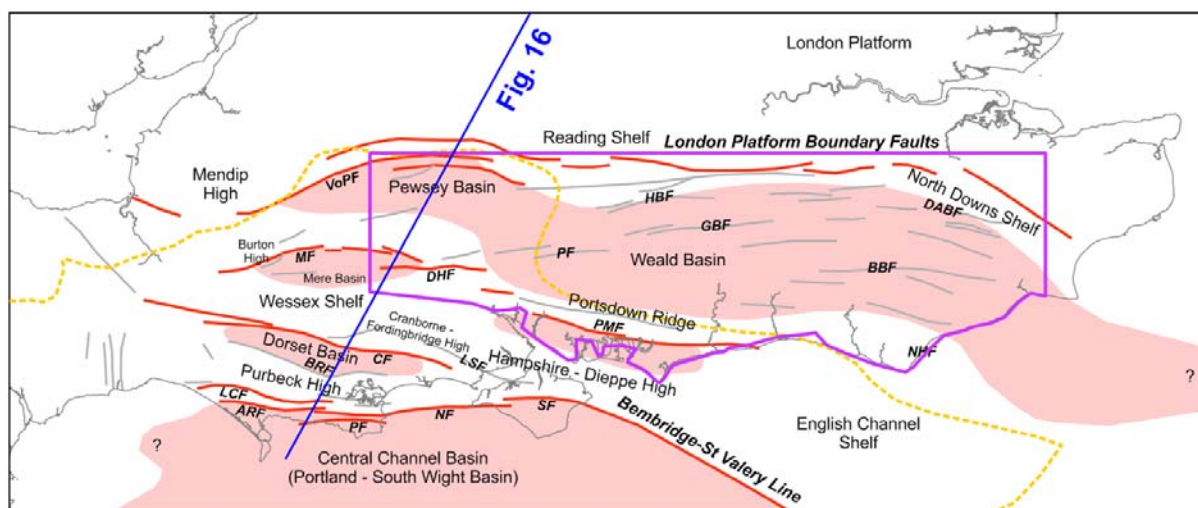 London Platform
Fig. 16
Reading Shelf
London Platform Boundary Faults
Mendip
High
VoPF
Pewsey Basin
HBF
North Downs Shelf
DABF
GBF
Burton
High
MF
Mere Basin
DHF
PF
Weald Basin
BBF
Wessex Shelf
Portsdown Ridge
PMF
Cranborne -
Fordingbridge High
Dorset Basin
CF
BRF
LSF
Hampshire - Dieppe High
NHF
?
Purbeck High
LCF
ARF
PF
NF
SF
Bembridge-St Valery Line
English Channel
Shelf
?
Central Channel Basin
(Portland - South Wight Basin)